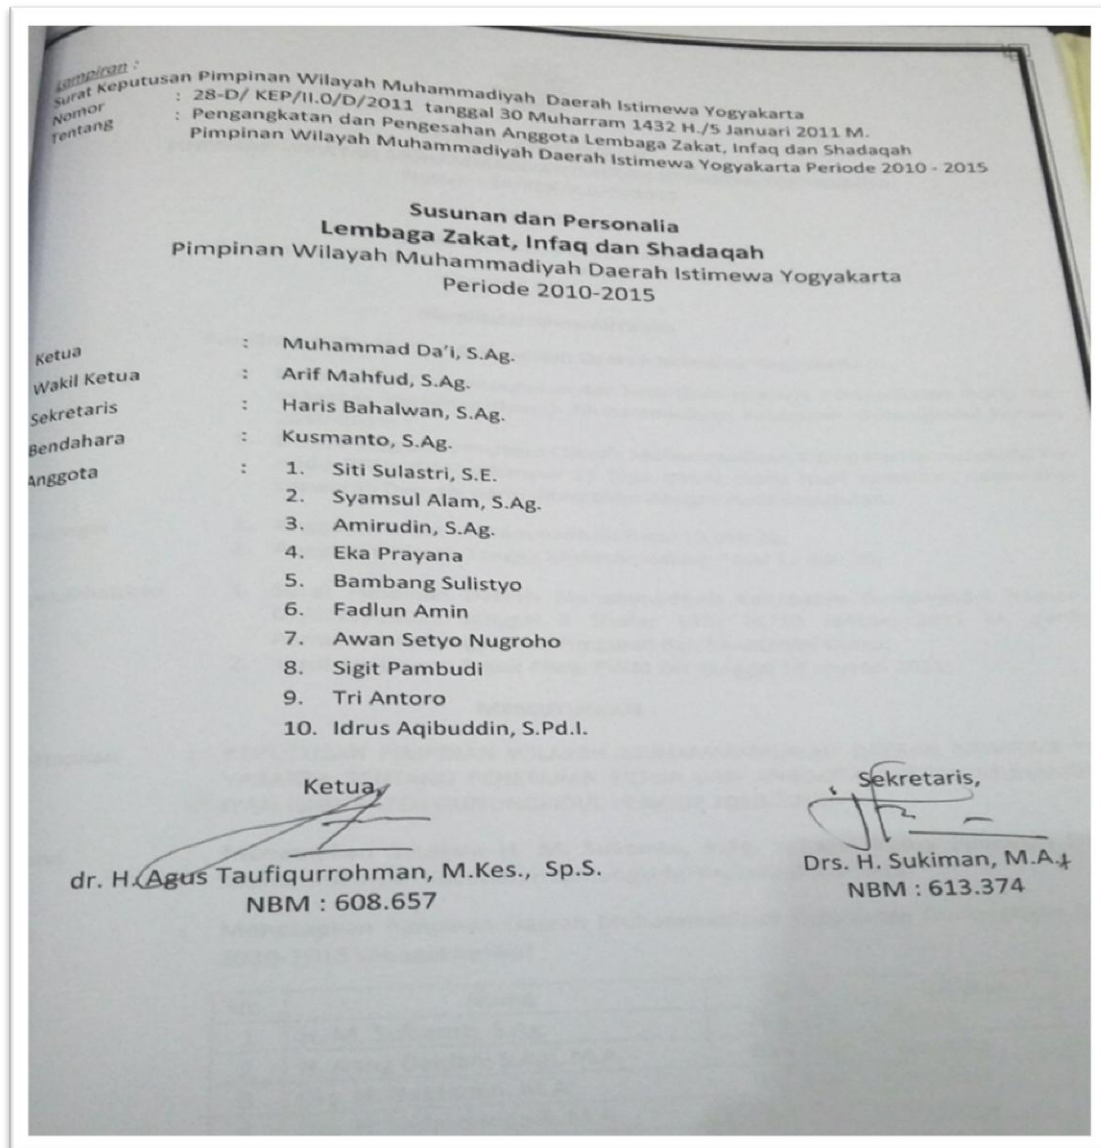 Lampiran :
Surat Keputusan Pimpinan Wilayah Muhammadiyah Daerah Istimewa Yogyakarta
Nomor : 28-D/ KEP/II.0/D/2011 tanggal 30 Muharram 1432 H./5 Januari 2011 M.
Tentang : Pengangkatan dan Pengesahan Anggota Lembaga Zakat, Infaq dan Shadaqah
Pimpinan Wilayah Muhammadiyah Daerah Istimewa Yogyakarta Periode 2010 - 2015
Susunan dan Personalia
Lembaga Zakat, Infaq dan Shadaqah
Pimpinan Wilayah Muhammadiyah Daerah Istimewa Yogyakarta
Periode 2010-2015
Ketua : Muhammad Da'i, S.Ag.
Wakil Ketua : Arif Mahfud, S.Ag.
Sekretaris : Haris Bahalwan, S.Ag.
Bendahara : Kusmanto, S.Ag.
Anggota : 1. Siti Sulastri, S.E.
2. Syamsul Alam, S.Ag.
3. Amirudin, S.Ag.
4. Eka Prayana
5. Bambang Sulistyo
6. Fadlun Amin
7. Awan Setyo Nugroho
8. Sigit Pambudi
9. Tri Antoro
10. Idrus Aqibuddin, S.Pd.I.
Ketua, Sekretaris,
dr. H. Agus Taufiqurrohman, M.Kes., Sp.S. Drs. H. Sukiman, M.A.
NBM : 608.657 NBM : 613.374